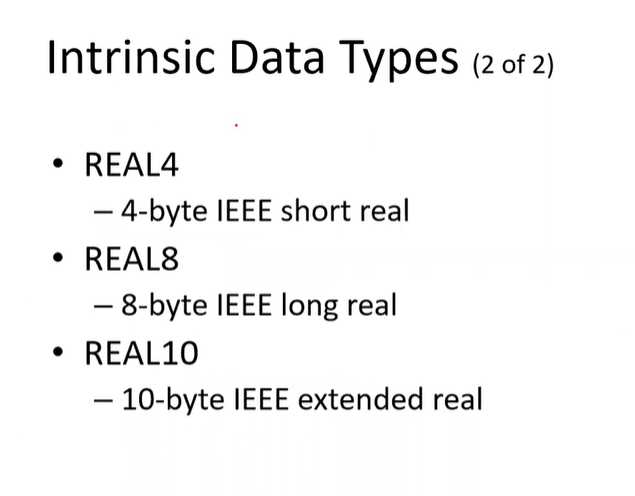 Intrinsic Data Types (2 of 2)
• REAL4
– 4-byte IEEE short real
• REAL8
– 8-byte IEEE long real
• REAL10
– 10-byte IEEE extended real